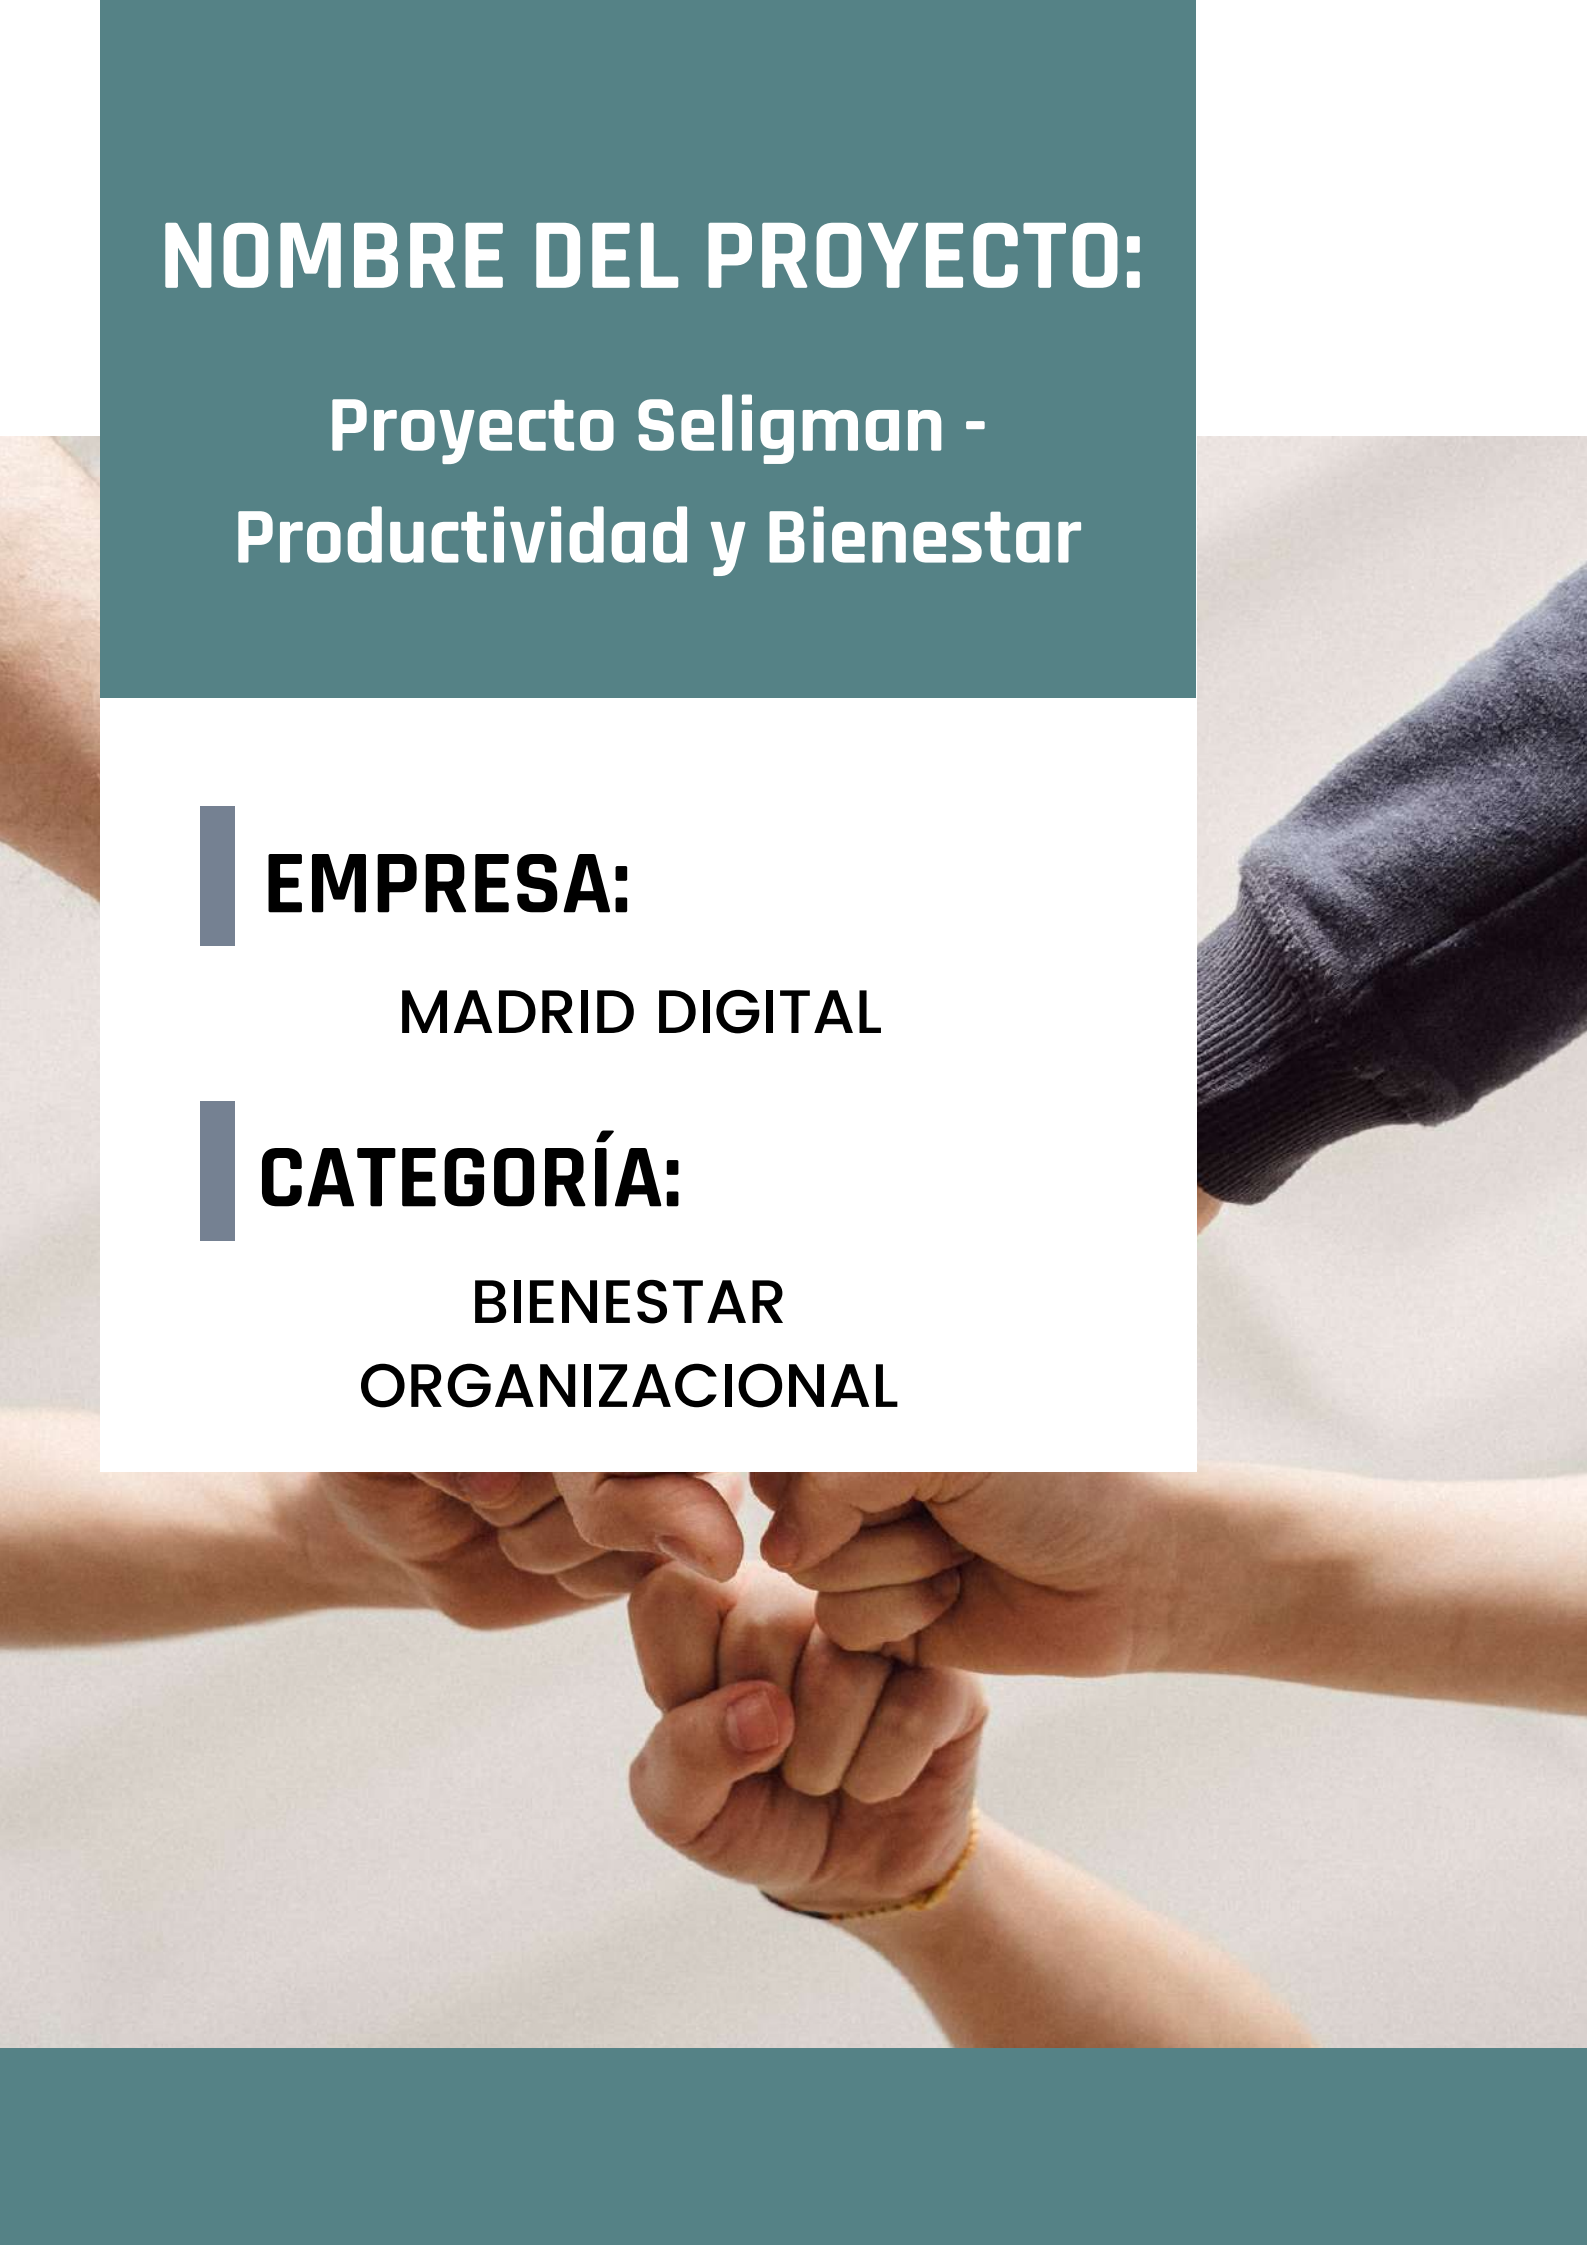 NOMBRE DEL PROYECTO:
Proyecto Seligman -
Productividad y Bienestar
EMPRESA:
MADRID DIGITAL
CATEGORÍA:
BIENESTAR
ORGANIZACIONAL